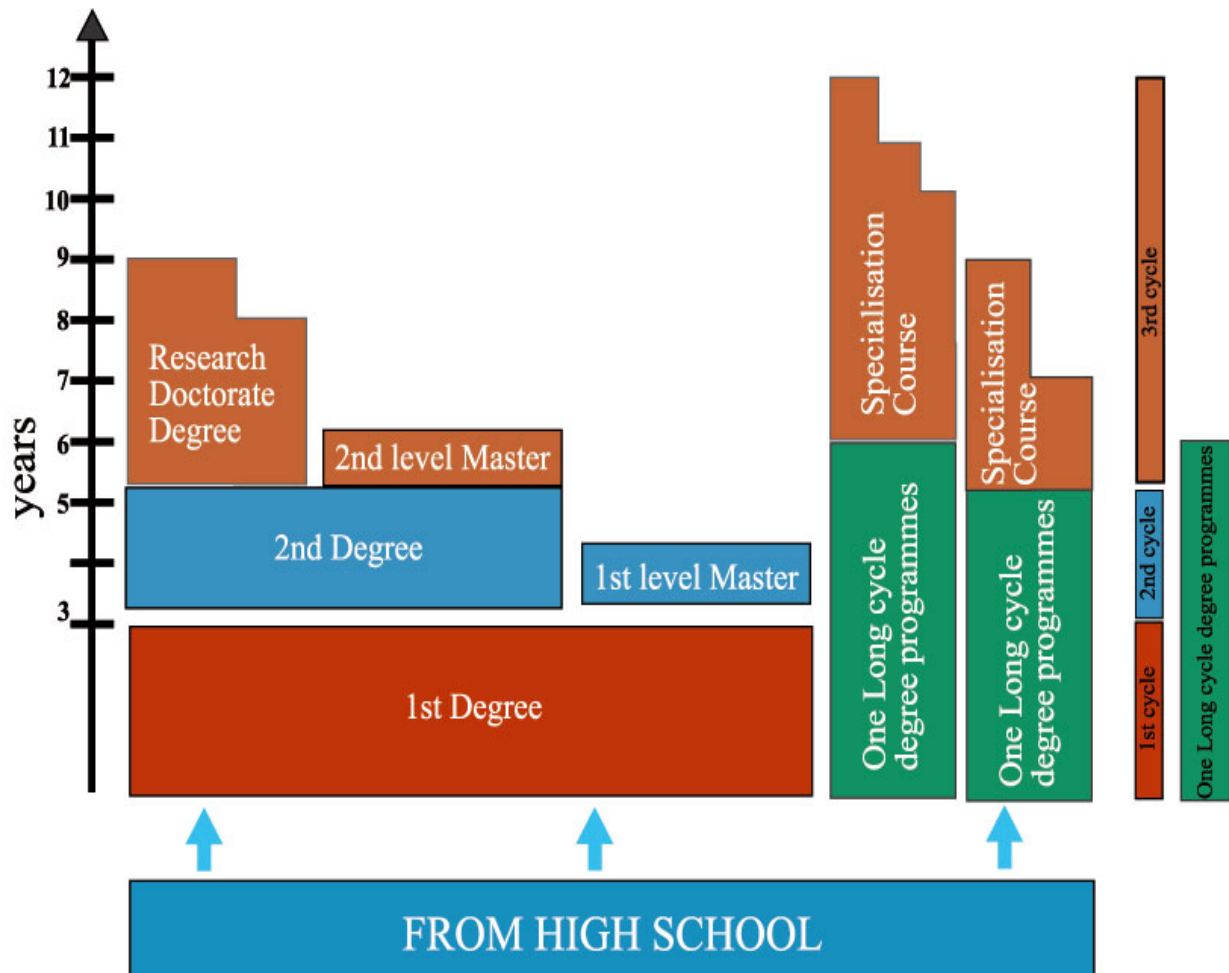 12
11
10
9
8
7
6
5
3
years
Research
Doctorate
Degree
2nd level Master
2nd Degree
1st level Master
1st Degree
Specialisation
Course
One Long cycle
degree programmes
Specialisation
Course
One Long cycle
degree programmes
3rd cycle
2nd cycle
1st cycle
One Long cycle degree programmes
FROM HIGH SCHOOL